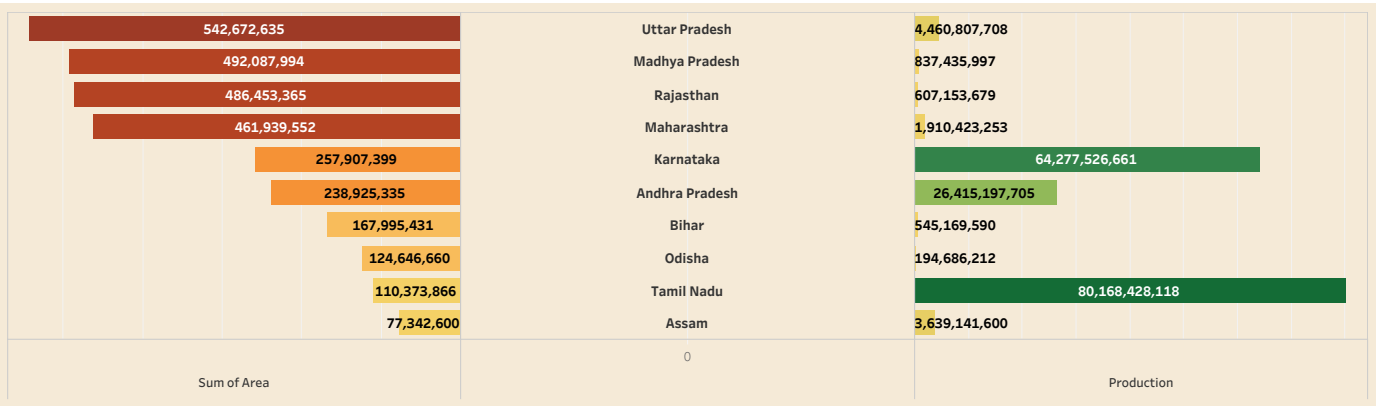 542,672,635 Uttar Pradesh 4,460,807,708
492,087,994 Madhya Pradesh 837,435,997
486,453,365 Rajasthan 607,153,679
461,939,552 Maharashtra 1,910,423,253
257,907,399 Karnataka 64,277,526,661
238,925,335 Andhra Pradesh 26,415,197,705
167,995,431 Bihar 545,169,590
124,646,660 Odisha 194,686,212
110,373,866 Tamil Nadu 80,168,428,118
77,342,600 Assam 3,639,141,600
0
Sum of Area Production